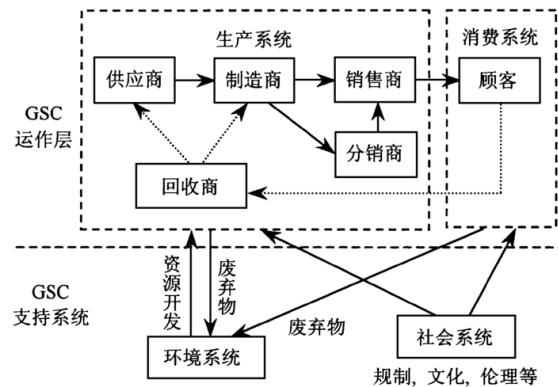 生产系统
消费系统
供应商
制造商
销售商
顾客
GSC
运作层
分销商
回收商
资源开发
废弃物
GSC
支持系统
废弃物
环境系统
社会系统
规制, 文化, 伦理等